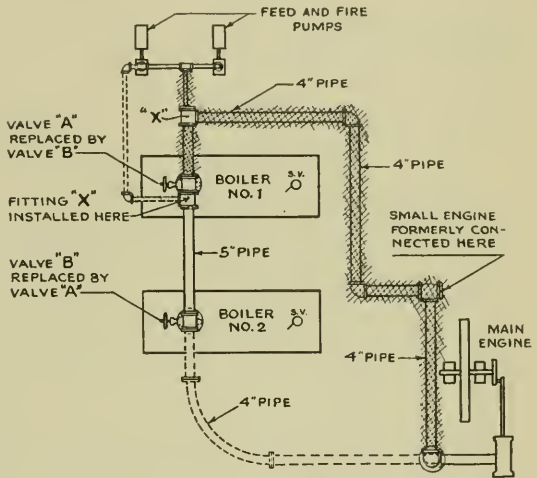 FEED AND FIRE
PUMPS
4" PIPE
"X"
VALVE "A"
REPLACED BY
VALVE "B"
4" PIPE
BOILER
NO. 1
S.V.
FITTING "X"
INSTALLED HERE
SMALL ENGINE
FORMERLY CON-
NECTED HERE
5" PIPE
VALVE "B"
REPLACED BY
VALVE "A"
BOILER
NO. 2
S.V.
MAIN
ENGINE
4" PIPE
4" PIPE